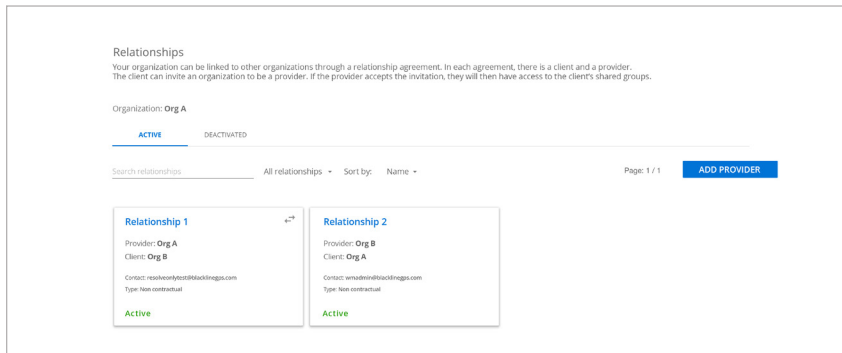 Relationships
Your organization can be linked to other organizations through a relationship agreement. In each agreement, there is a client and a provider.
The client can invite an organization to be a provider. If the provider accepts the invitation, they will then have access to the client's shared groups.
Organization: Org A
ACTIVE DEACTIVATED
Search relationships All relationships Sort by: Name Page: 1 / 1 ADD PROVIDER
Relationship 1
Provider: Org A
Client: Org B
Contact: resolveonlytest@blacklinegps.com
Type: Non contractual
Active
Relationship 2
Provider: Org B
Client: Org A
Contact: wmadmin@blacklinegps.com
Type: Non contractual
Active